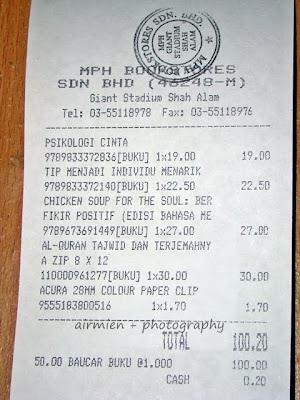 MPH BOOKSTORES SDN. BHD.
MPH
GIANT
STADIUM
SHAH
ALAM
MPH BOOKSTORES
SDN BHD (43248-M)
Giant Stadium Shah Alam
Tel: 03-55118978 Fax: 03-55118976
PSIKOLOGI CINTA
9789833372836[BUKU] 1x19.00 19.00
TIP MENJADI INDIVIDU MENARIK
9789833372140[BUKU] 1x22.50 22.50
CHICKEN SOUP FOR THE SOUL: BER
FIKIR POSITIF (EDISI BAHASA ME
9789673691449[BUKU] 1x27.00 27.00
AL-QURAN TAJWID DAN TERJEMAHNY
A ZIP 8 X 12
110000961277[BUKU] 1x30.00 30.00
ACURA 28MM COLOUR PAPER CLIP
9555183800516 1x1.70 1.70
airmien + photography
TOTAL 100.20
50.00 BAUCAR BUKU @1.000 100.00
CASH 0.20